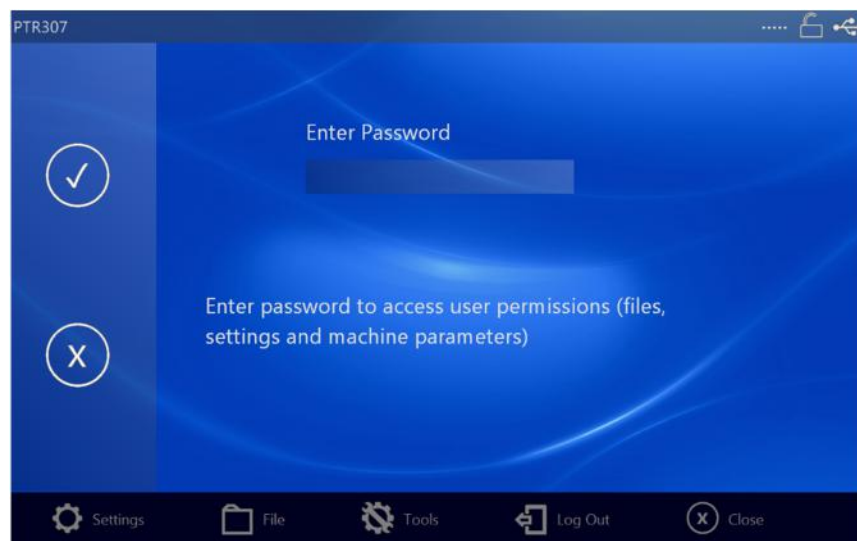 PTR307
Enter Password
Enter password to access user permissions (files,
settings and machine parameters)
X
Settings
File
Tools
Log Out
X
Close